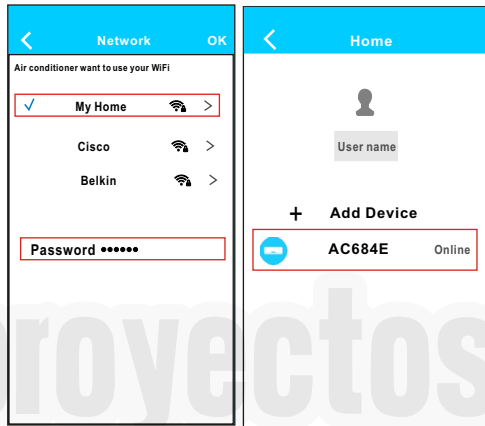 Network OK
Air conditioner want to use your WiFi
My Home
Cisco
Belkin
Password ••••••
Home
User name
+ Add Device
AC684E Online
proyectos